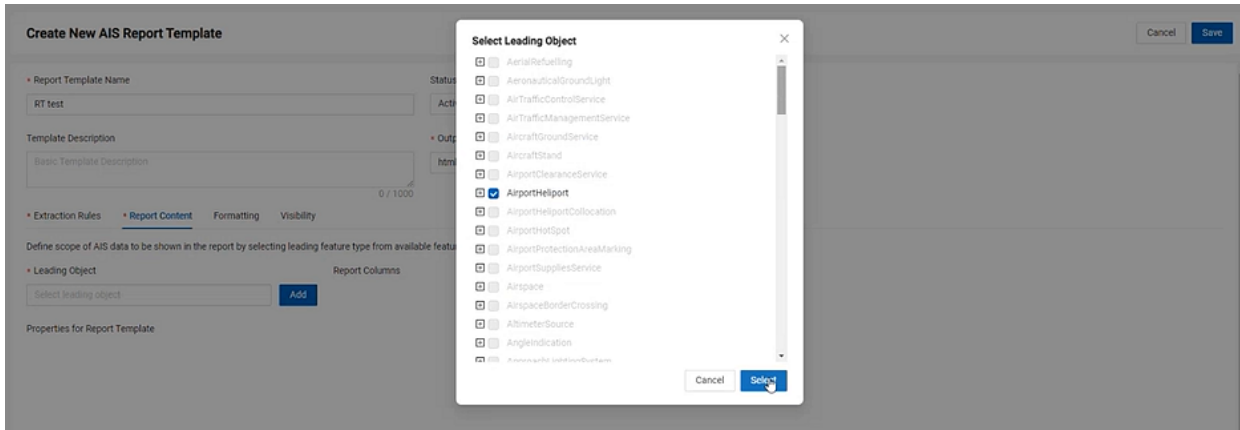 Create New AIS Report Template
Cancel
Save
* Report Template Name
Status
RT test
Template Description
Basic Template Description
html
0 / 1000
* Extraction Rules
* Report Content
Formatting
Visibility
Define scope of AIS data to be shown in the report by selecting leading feature type from available
* Leading Object
Report Columns
Select leading object
Add
Properties for Report Template
Select Leading Object
AerialRefuelling
AeronauticalGroundLight
AirTrafficControlService
AirTrafficManagementService
AircraftGroundService
AircraftStand
AirportClearanceService
AirportHeliport
AirportHeliportCollocation
AirportHotSpot
AirportProtectionAreaMarking
AirportSuppliesService
Airspace
AirspaceBorderCrossing
AltimeterSource
AngleIndication
ApproachLightingSystem
Cancel
Select